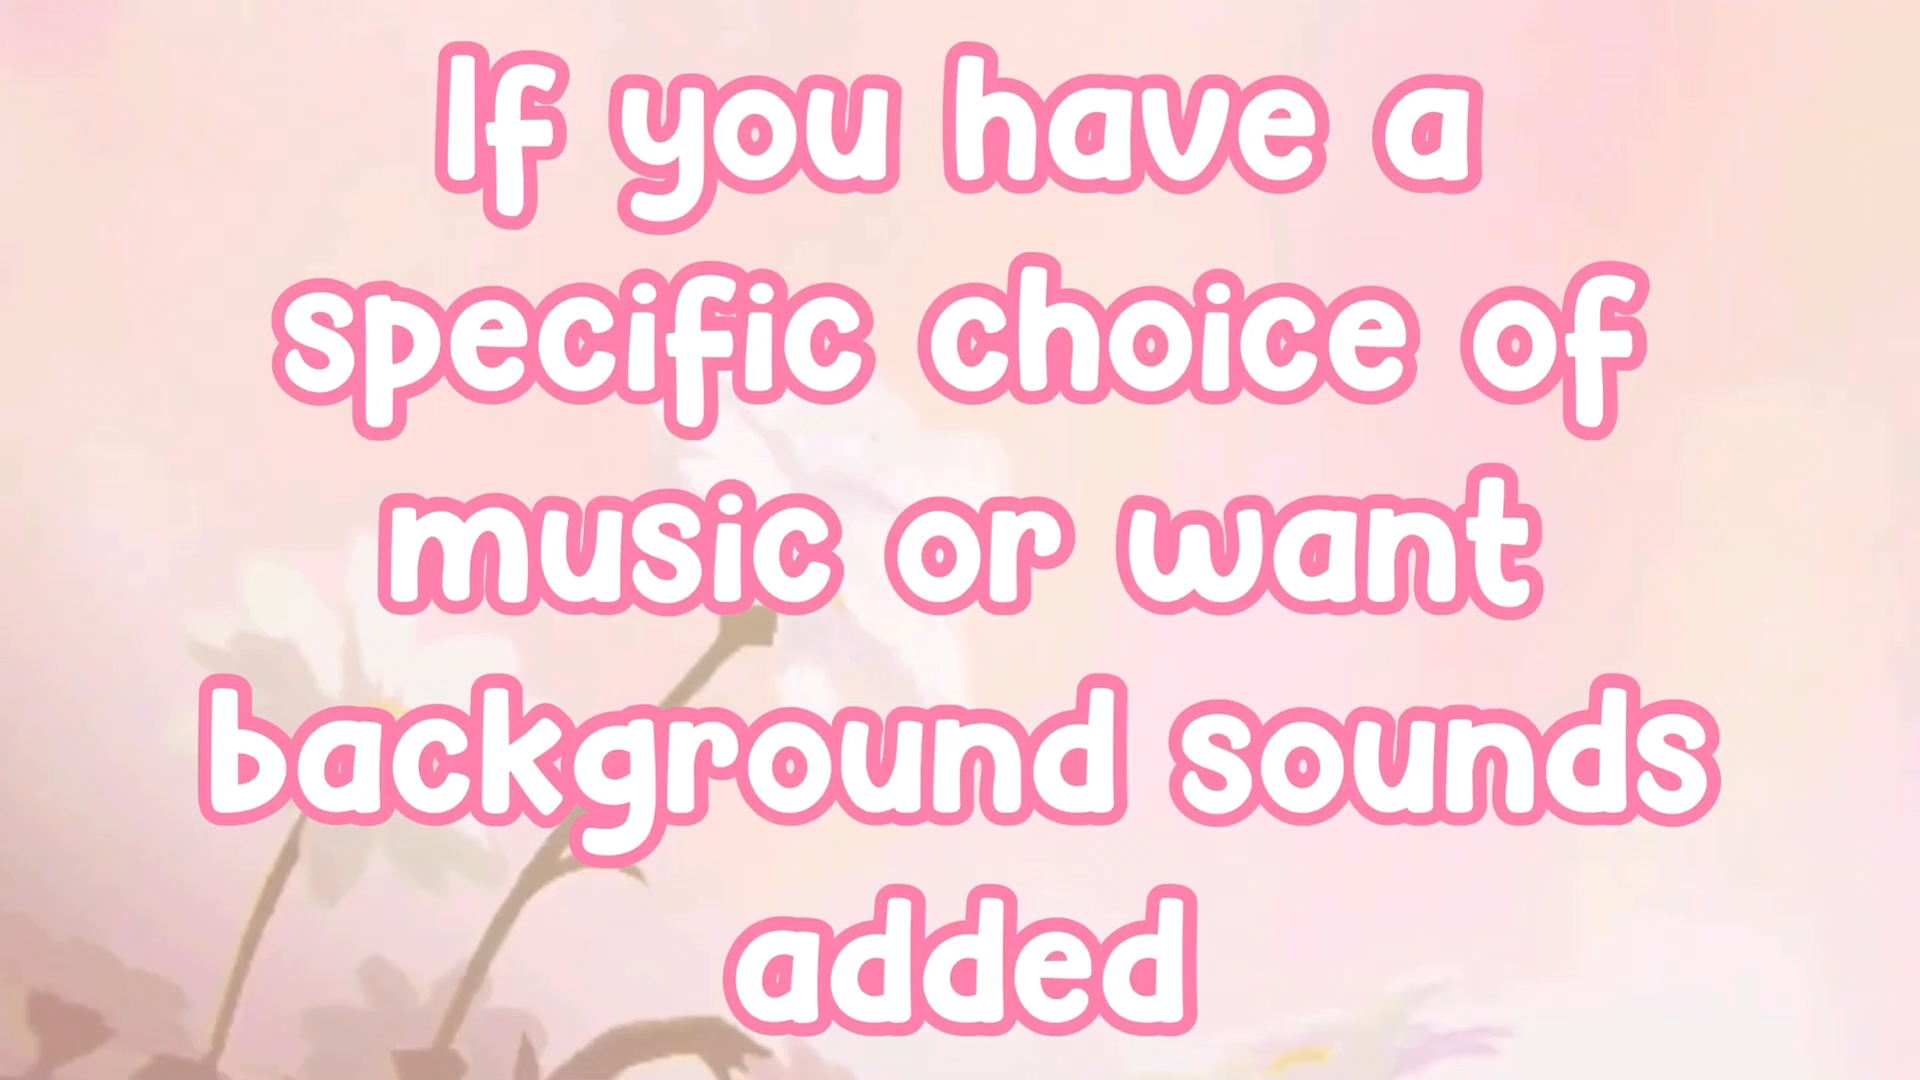 If you have a
specific choice of
music or want
background sounds
added